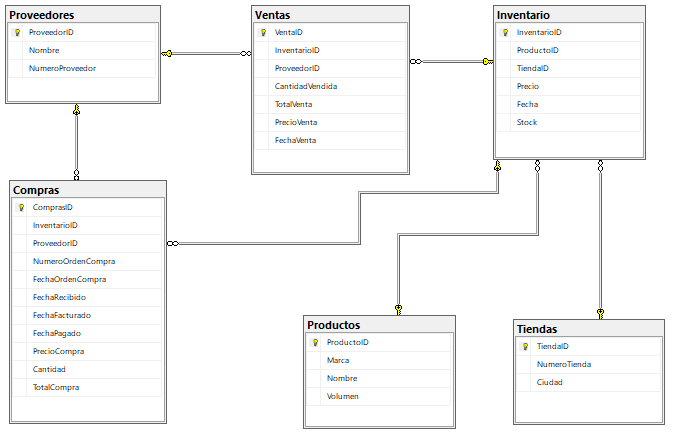 Proveedores
ProveedorID
Nombre
NumeroProveedor
Ventas
VentaID
InventarioID
ProveedorID
CantidadVendida
TotalVenta
PrecioVenta
FechaVenta
Inventario
InventarioID
ProductoID
TiendaID
Precio
Fecha
Stock
Compras
ComprasID
InventarioID
ProveedorID
NumeroOrdenCompra
FechaOrdenCompra
FechaRecibido
FechaFacturado
FechaPagado
PrecioCompra
Cantidad
TotalCompra
Productos
ProductoID
Marca
Nombre
Volumen
Tiendas
TiendaID
NumeroTienda
Ciudad